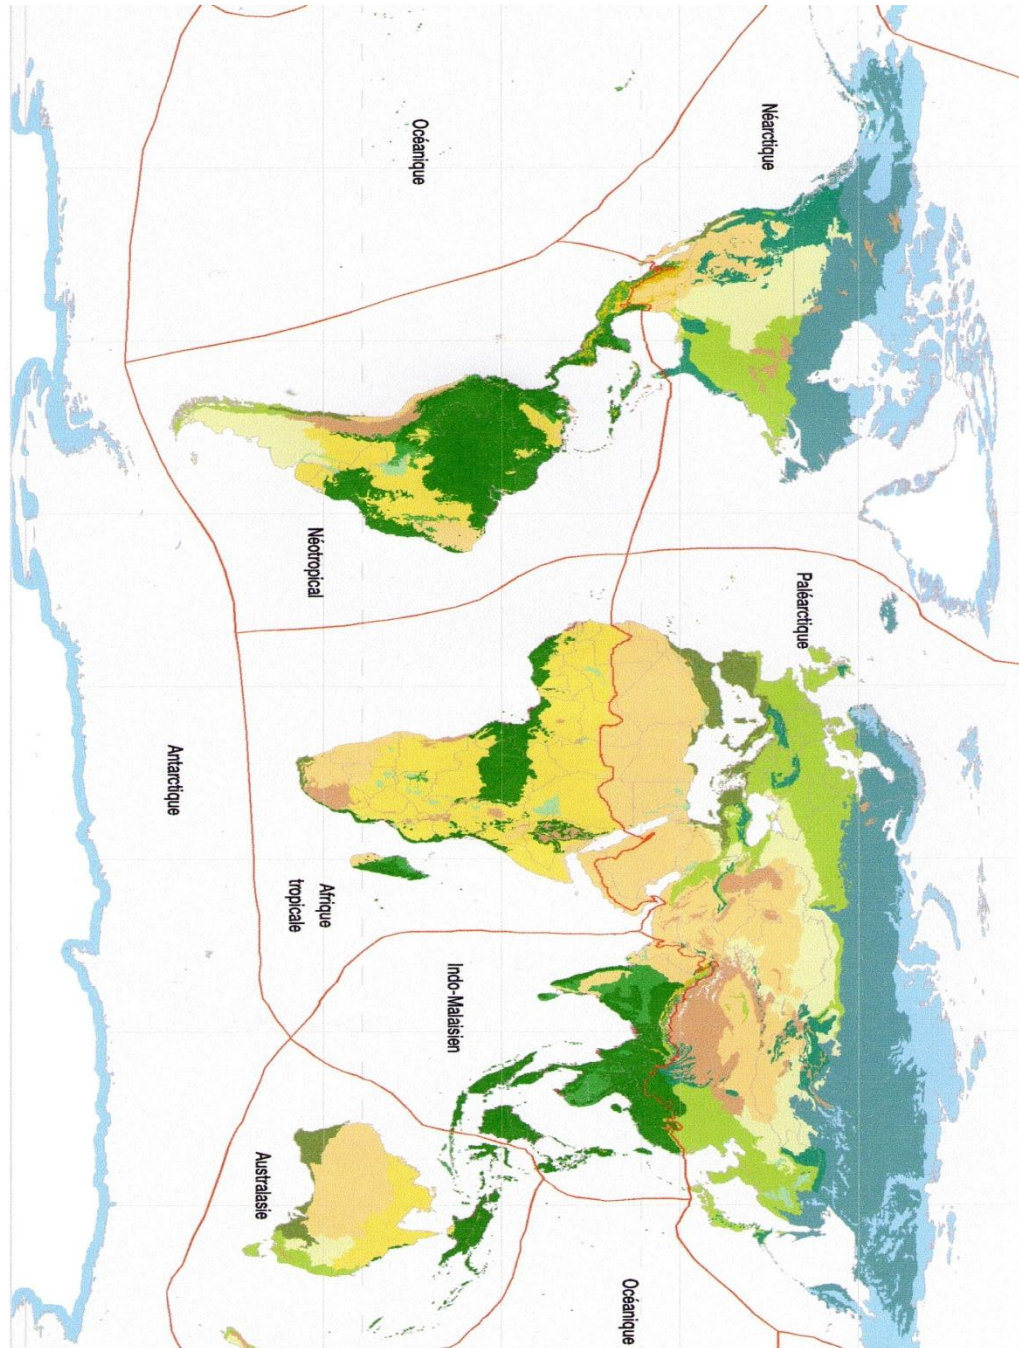 Néarctique
Paléarctique
Océanique
Océanique
Néotropical
Afrique
tropicale
Indo-Malaisien
Australasie
Antarctique